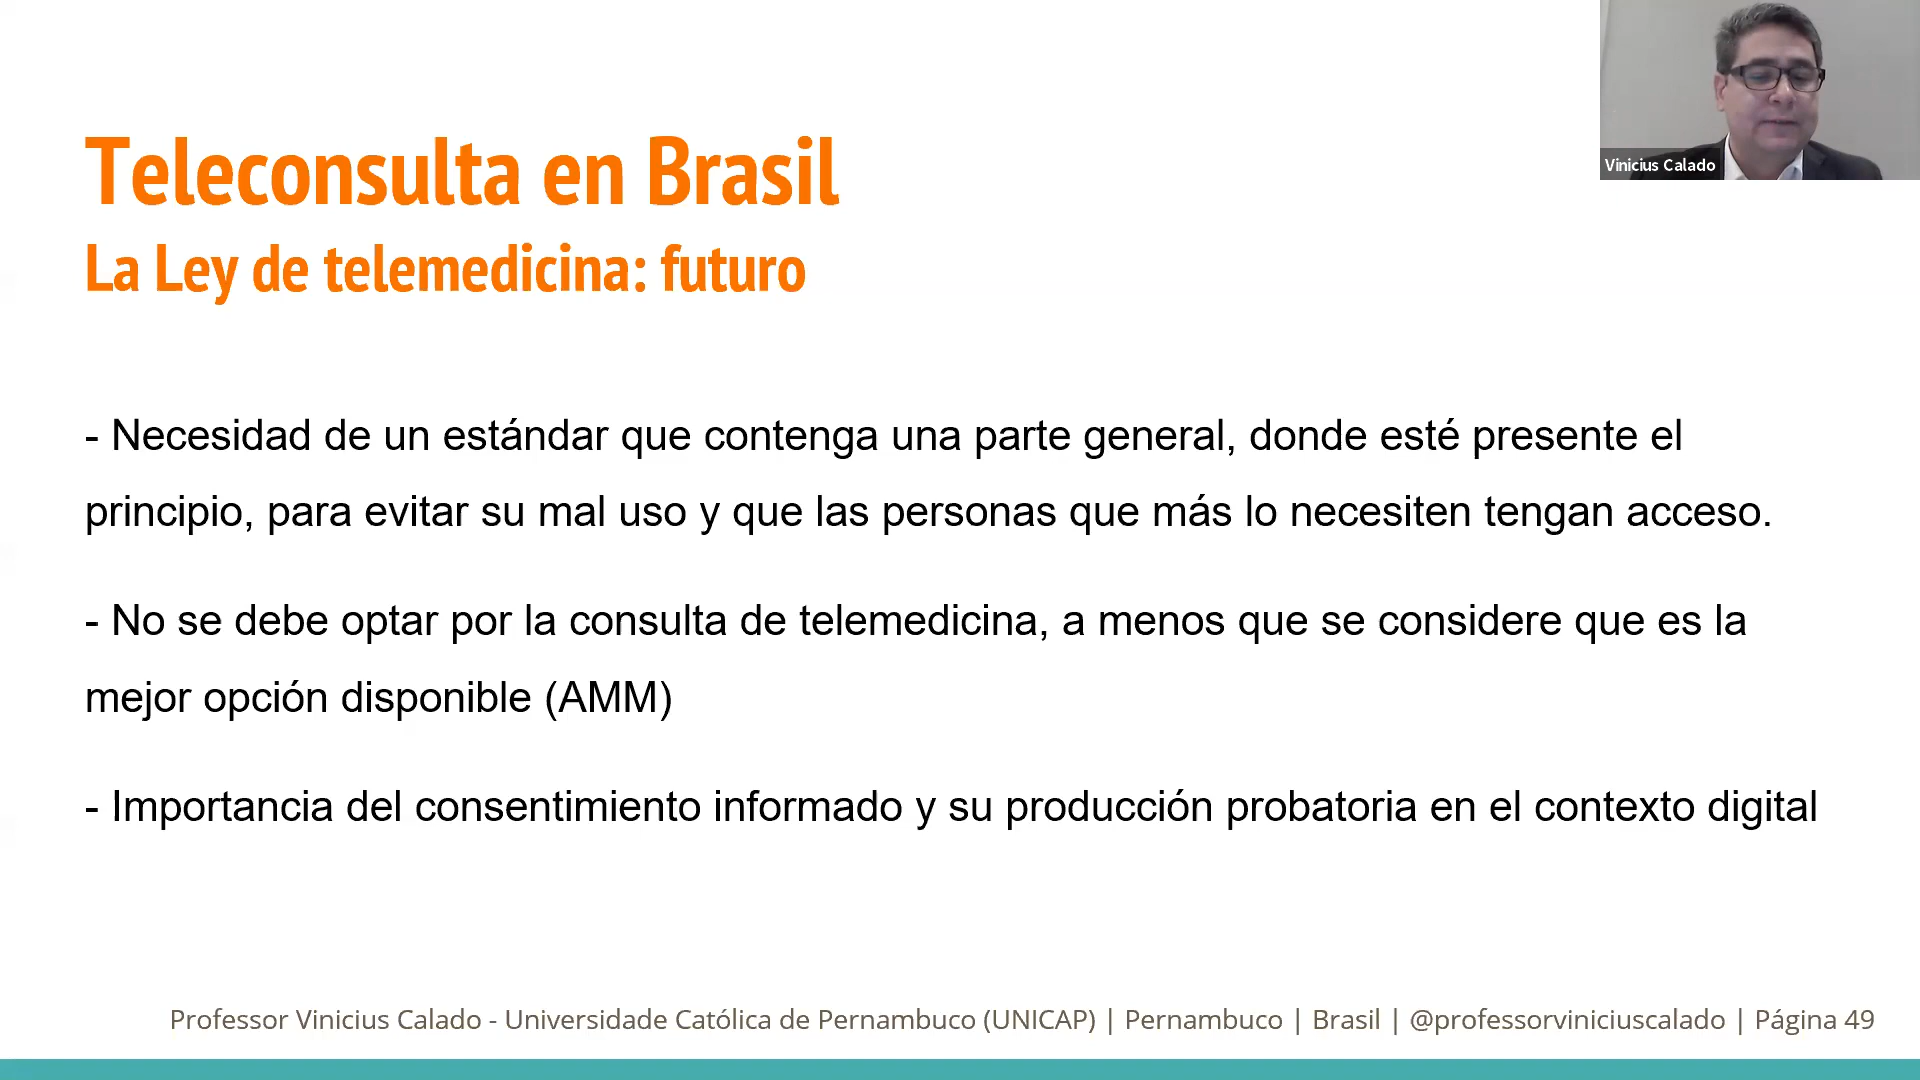 Vinicius Calado
Teleconsulta en Brasil
La Ley de telemedicina: futuro
- Necesidad de un estándar que contenga una parte general, donde esté presente el
principio, para evitar su mal uso y que las personas que más lo necesiten tengan acceso.
- No se debe optar por la consulta de telemedicina, a menos que se considere que es la
mejor opción disponible (AMM)
- Importancia del consentimiento informado y su producción probatoria en el contexto digital
Professor Vinicius Calado - Universidade Católica de Pernambuco (UNICAP) | Pernambuco | Brasil | @professorviniciuscalado | Página 49